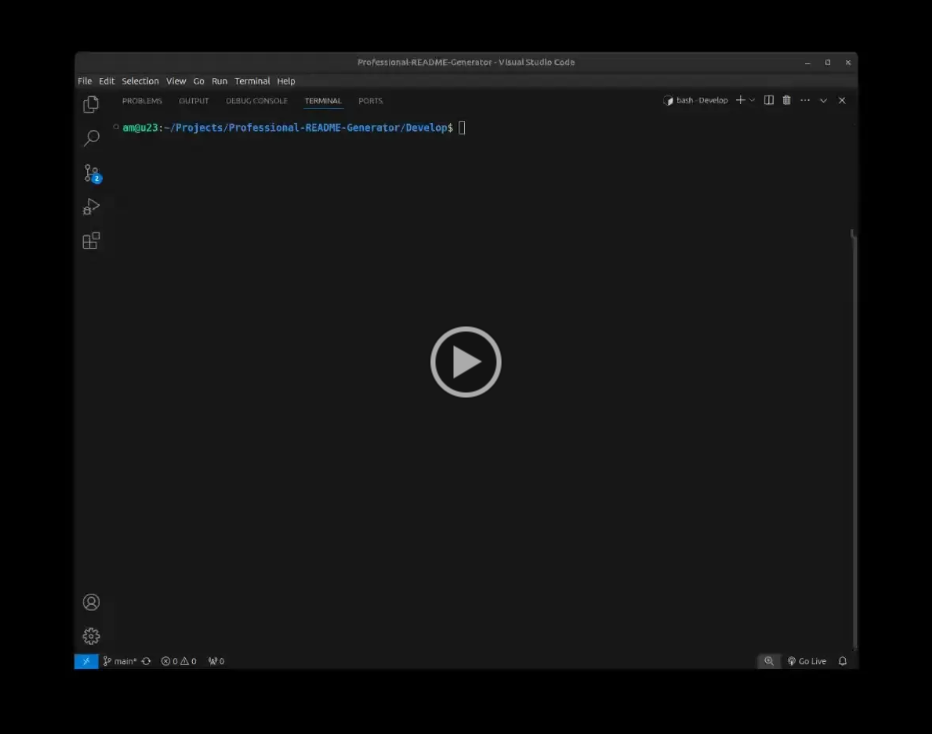 Professional-README-Generator - Visual Studio Code
File Edit Selection View Go Run Terminal Help
PROBLEMS OUTPUT DEBUG CONSOLE TERMINAL PORTS bash - Develop
am@u23:~/Projects/Professional-README-Generator/Develop$
2
main* 0 0 0 Go Live